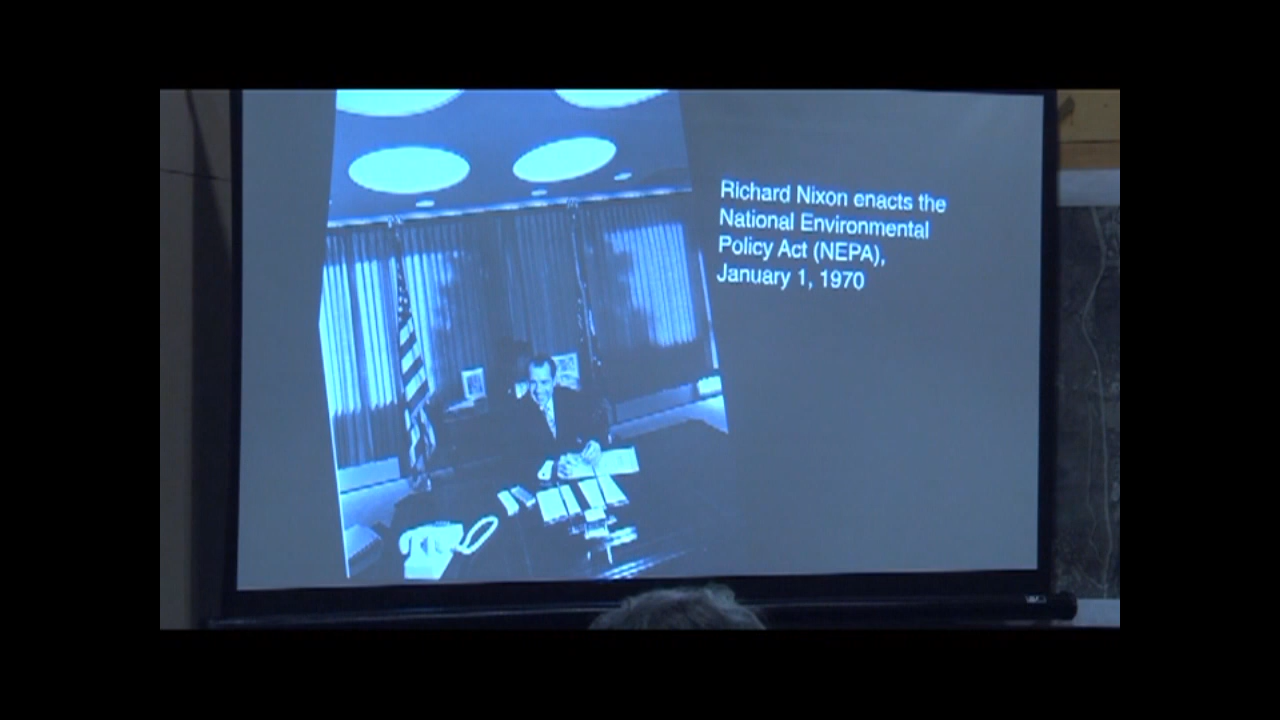 Richard Nixon enacts the
National Environmental
Policy Act (NEPA),
January 1, 1970